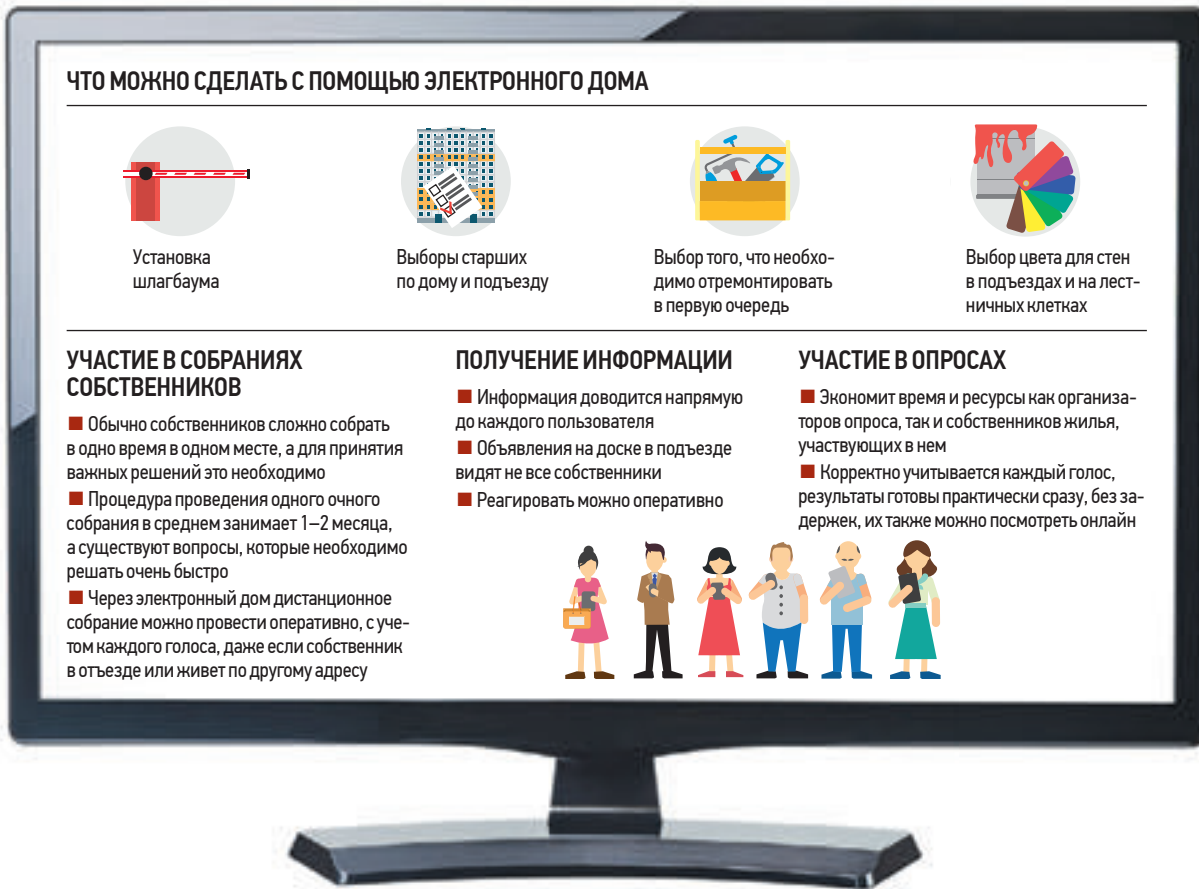 ЧТО МОЖНО СДЕЛАТЬ С ПОМОЩЬЮ ЭЛЕКТРОННОГО ДОМА
Установка
шлагбаума
Выборы старших
по дому и подъезду
Выбор того, что необхо-
димо отремонтировать
в первую очередь
Выбор цвета для стен
в подъездах и на лест-
ничных клетках
УЧАСТИЕ В СОБРАНИЯХ
СОБСТВЕННИКОВ
■ Обычно собственников сложно собрать
в одно время в одном месте, а для принятия
важных решений это необходимо
■ Процедура проведения одного очного
собрания в среднем занимает 1–2 месяца,
а существуют вопросы, которые необходимо
решать очень быстро
■ Через электронный дом дистанционное
собрание можно провести оперативно, с уче-
том каждого голоса, даже если собственник
в отъезде или живет по другому адресу
ПОЛУЧЕНИЕ ИНФОРМАЦИИ
■ Информация доводится напрямую
до каждого пользователя
■ Объявления на доске в подъезде
видят не все собственники
■ Реагировать можно оперативно
УЧАСТИЕ В ОПРОСАХ
■ Экономит время и ресурсы как организа-
торов опроса, так и собственников жилья,
участвующих в нем
■ Корректно учитывается каждый голос,
результаты готовы практически сразу, без за-
держек, их также можно посмотреть онлайн